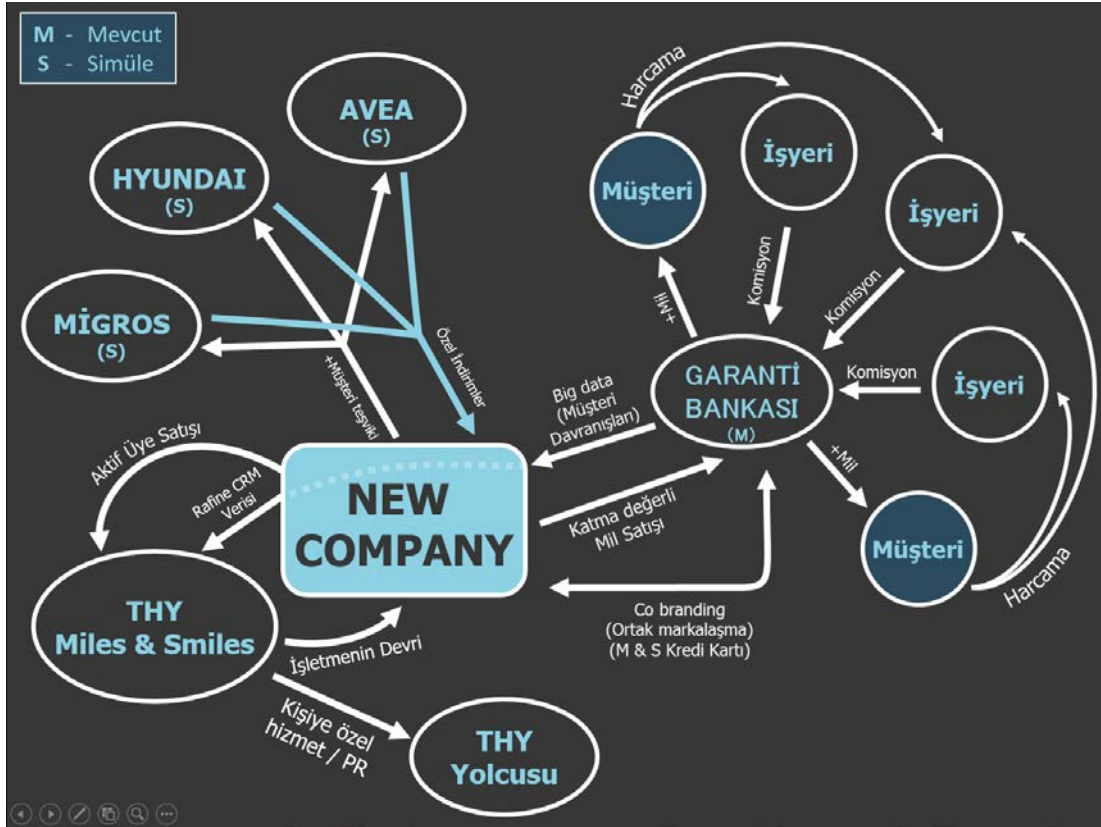 M - Mevcut
S - Simüle
AVEA
(S)
HYUNDAI
(S)
MİGROS
(S)
Özel İndirimler
+Müşteri teşviki
Harcama
Müşteri
İşyeri
İşyeri
Komisyon
Komisyon
+Mil
GARANTİ
BANKASI
(M)
Komisyon
İşyeri
+Mil
Müşteri
Harcama
Big data
(Müşteri
Davranışları)
Katma değerli
Mil Satışı
Co branding
(Ortak markalaşma)
(M & S Kredi Kartı)
NEW
COMPANY
Aktif Üye Satışı
Rafine CRM
Verisi
THY
Miles & Smiles
İşletmenin Devri
Kişiye özel
hizmet / PR
THY
Yolcusu